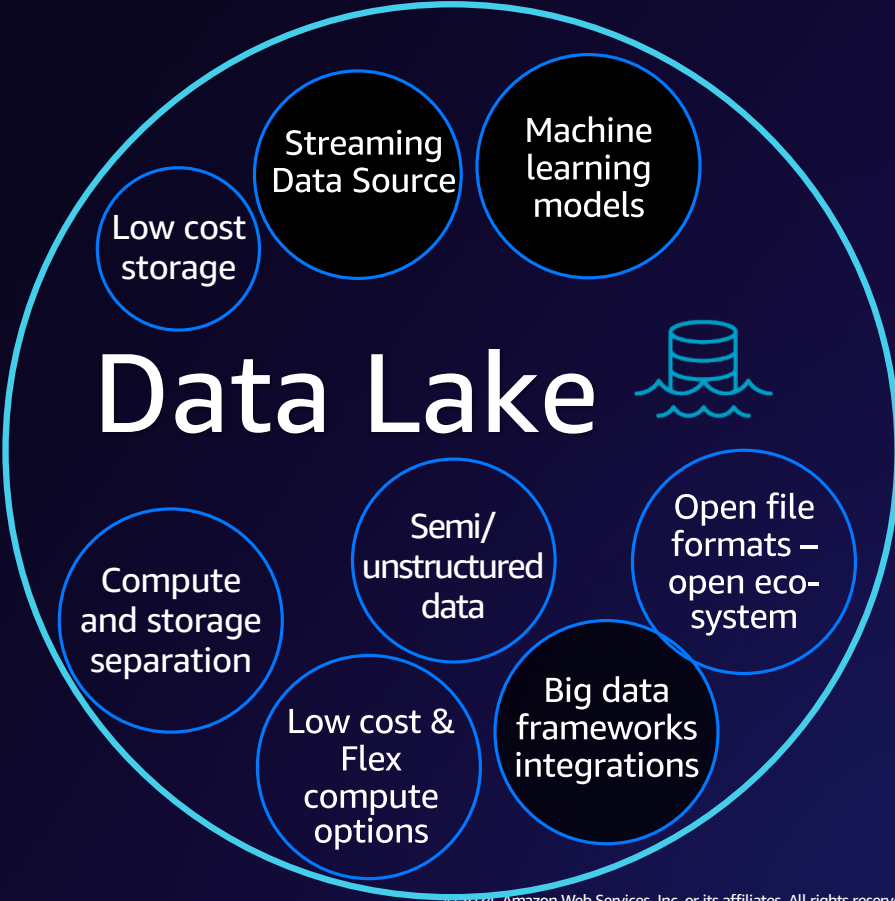 Streaming
Data Source
Machine
learning
models
Low cost
storage
Data Lake
Semi/
unstructured
data
Open file
formats –
open eco-
system
Compute
and storage
separation
Low cost &
Flex
compute
options
Big data
frameworks
integrations
Amazon Web Services, Inc. or its affiliates. All rights